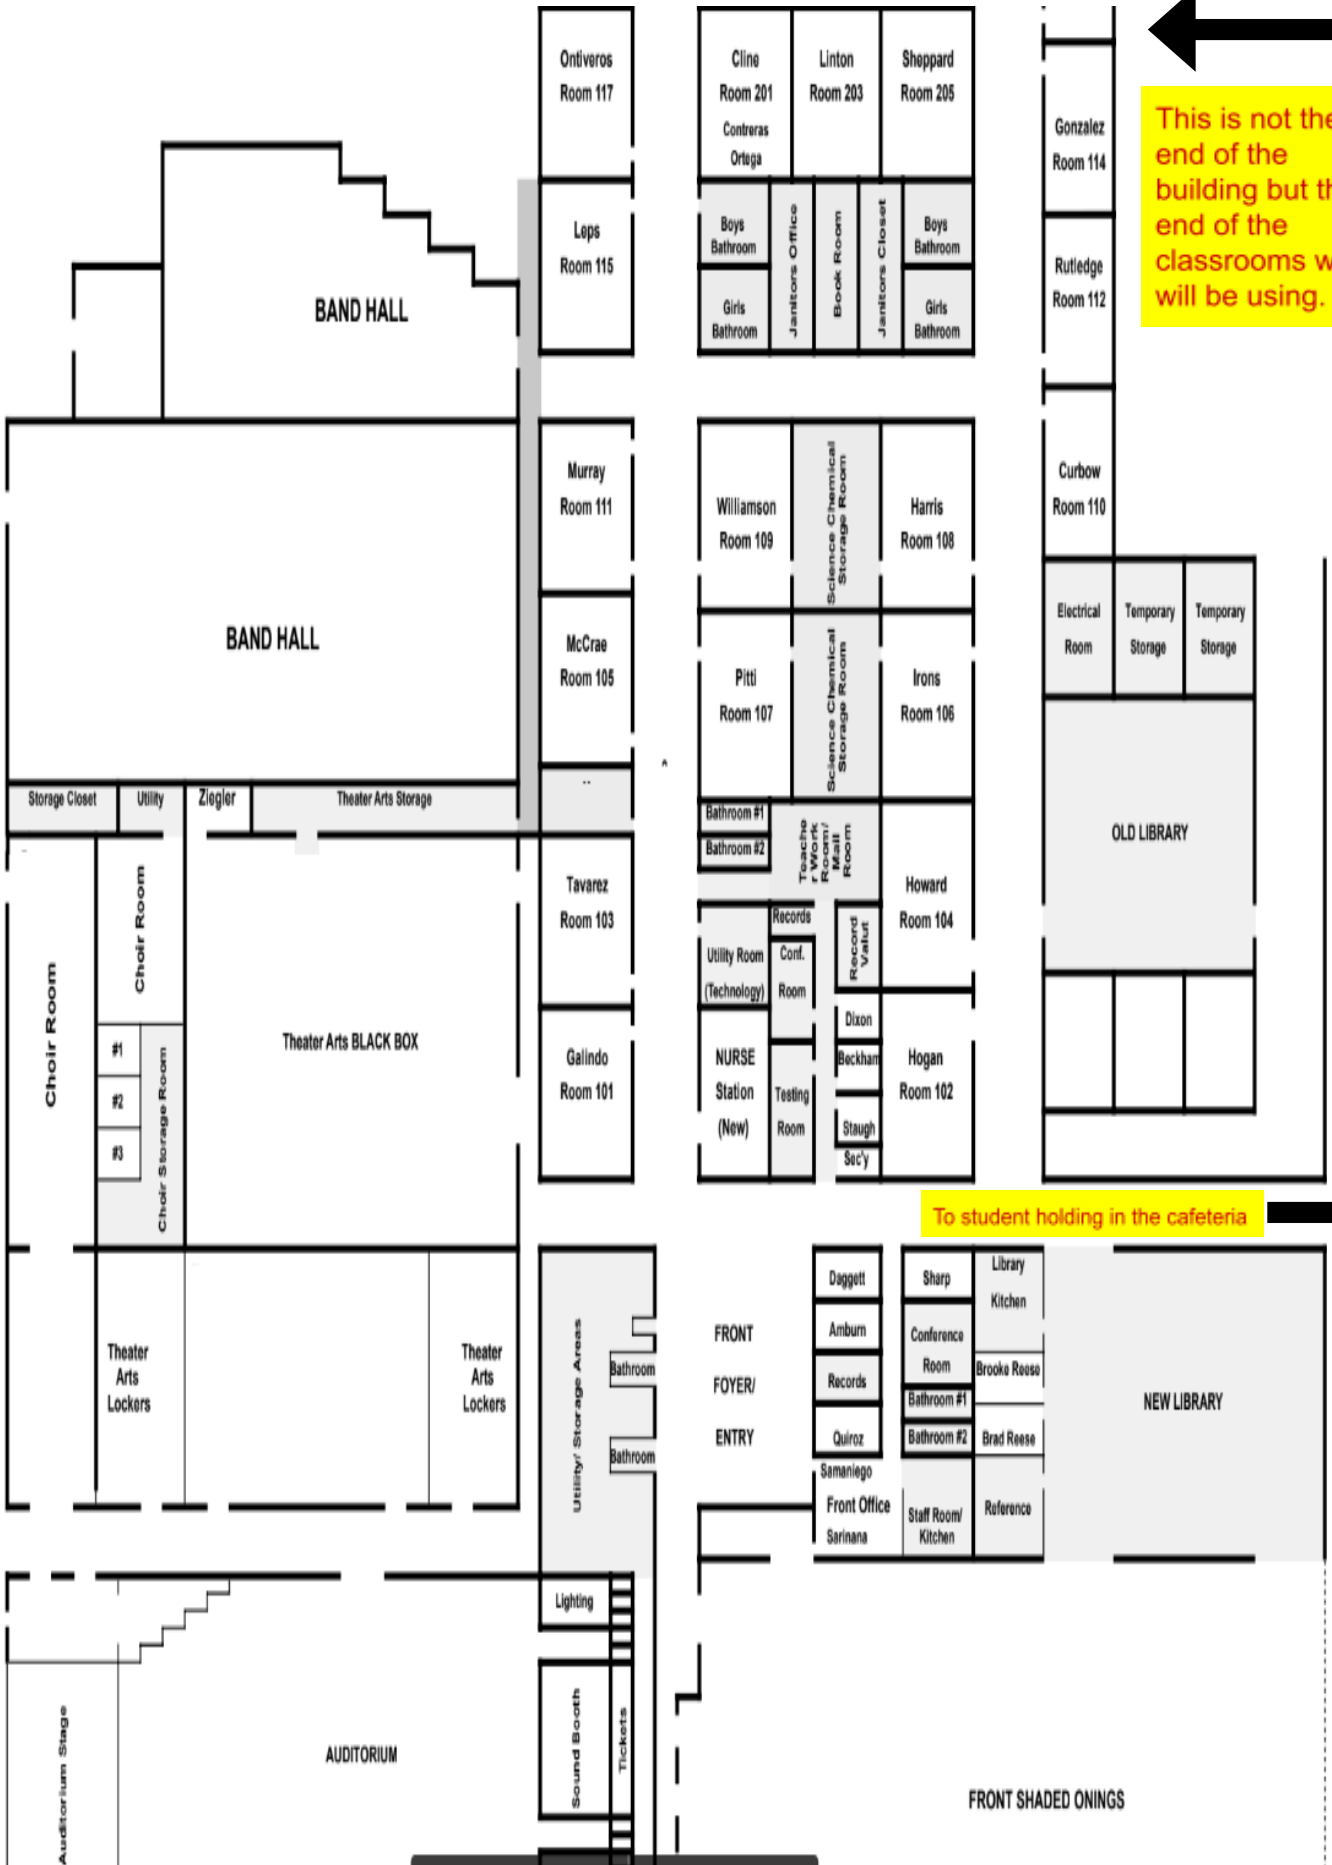 Ontiveros
Room 117
Cline
Room 201
Contreras
Ortega
Linton
Room 203
Sheppard
Room 205
Gonzalez
Room 114
This is not the
end of the
building but th
end of the
classrooms w
will be using.
Leps
Room 115
Boys
Bathroom
Girls
Bathroom
Janitors Office
Book Room
Janitors Closet
Boys
Bathroom
Girls
Bathroom
Rutledge
Room 112
BAND HALL
Murray
Room 111
Williamson
Room 109
Science Chemical
Storage Room
Harris
Room 108
Curbow
Room 110
BAND HALL
McCrae
Room 105
Pitti
Room 107
Science Chemical
Storage Room
Irons
Room 106
Electrical
Room
Temporary
Storage
Temporary
Storage
Storage Closet
Utility
Ziegler
Theater Arts Storage
Bathroom #1
Bathroom #2
Teache
r Work
Room/
Mail
Room
OLD LIBRARY
Choir Room
Choir Room
Tavarez
Room 103
Howard
Room 104
Records
Record
Valut
Utility Room
(Technology)
Conf.
Room
Theater Arts BLACK BOX
#1
#2
#3
Choir Storage Room
Galindo
Room 101
NURSE
Station
(New)
Testing
Room
Dixon
Beckham
Staugh
Sec'y
Hogan
Room 102
To student holding in the cafeteria
Theater
Arts
Lockers
Theater
Arts
Lockers
Utility/ Storage Areas
Bathroom
Bathroom
FRONT
FOYER/
ENTRY
Daggett
Amburn
Records
Quiroz
Samaniego
Front Office
Sarinana
Sharp
Conference
Room
Bathroom #1
Bathroom #2
Staff Room/
Kitchen
Library
Kitchen
Brooke Reese
Brad Reese
Reference
NEW LIBRARY
Lighting
Sound Booth
Tickets
Auditorium Stage
AUDITORIUM
FRONT SHADED ONINGS